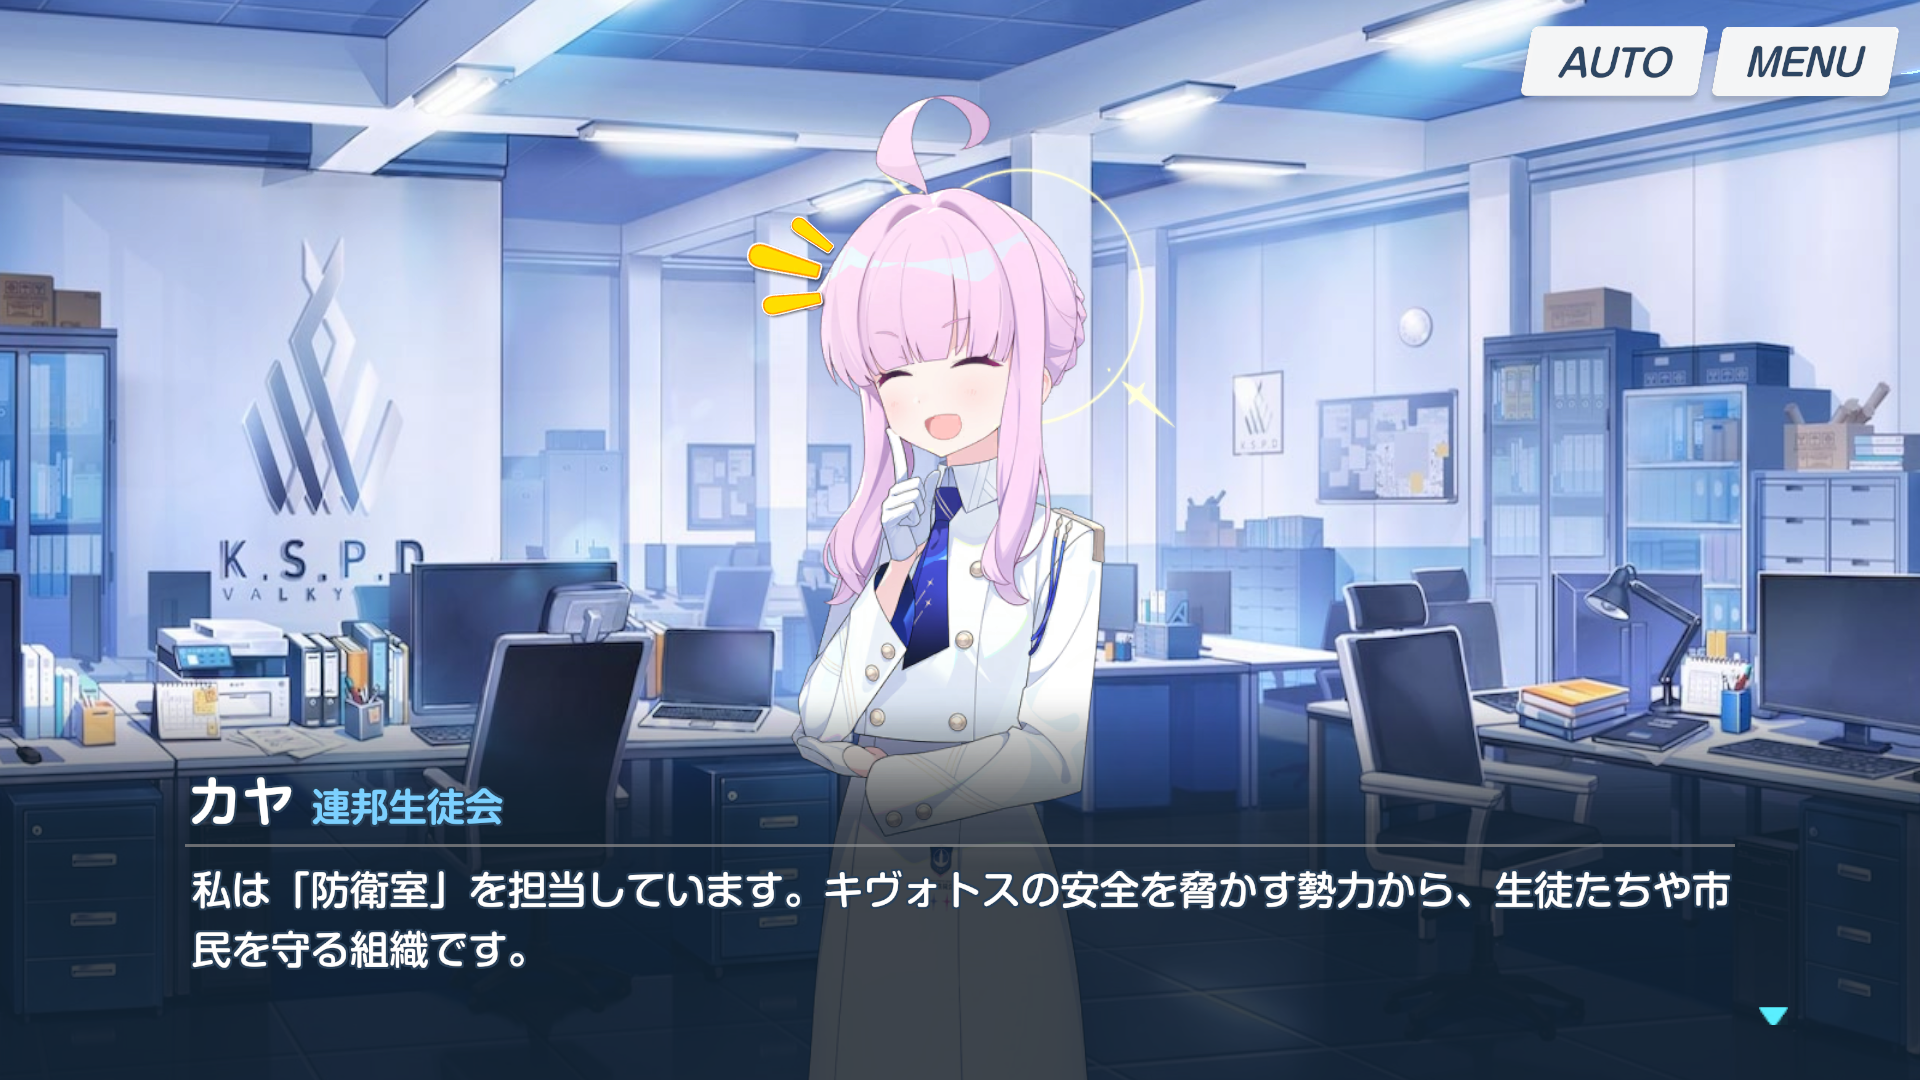 AUTO
MENU
K.S.P.D
VALKY
K.S.P.D
カヤ 連邦生徒会
私は「防衛室」を担当しています。キヴォトスの安全を脅かす勢力から、生徒たちや市
民を守る組織です。